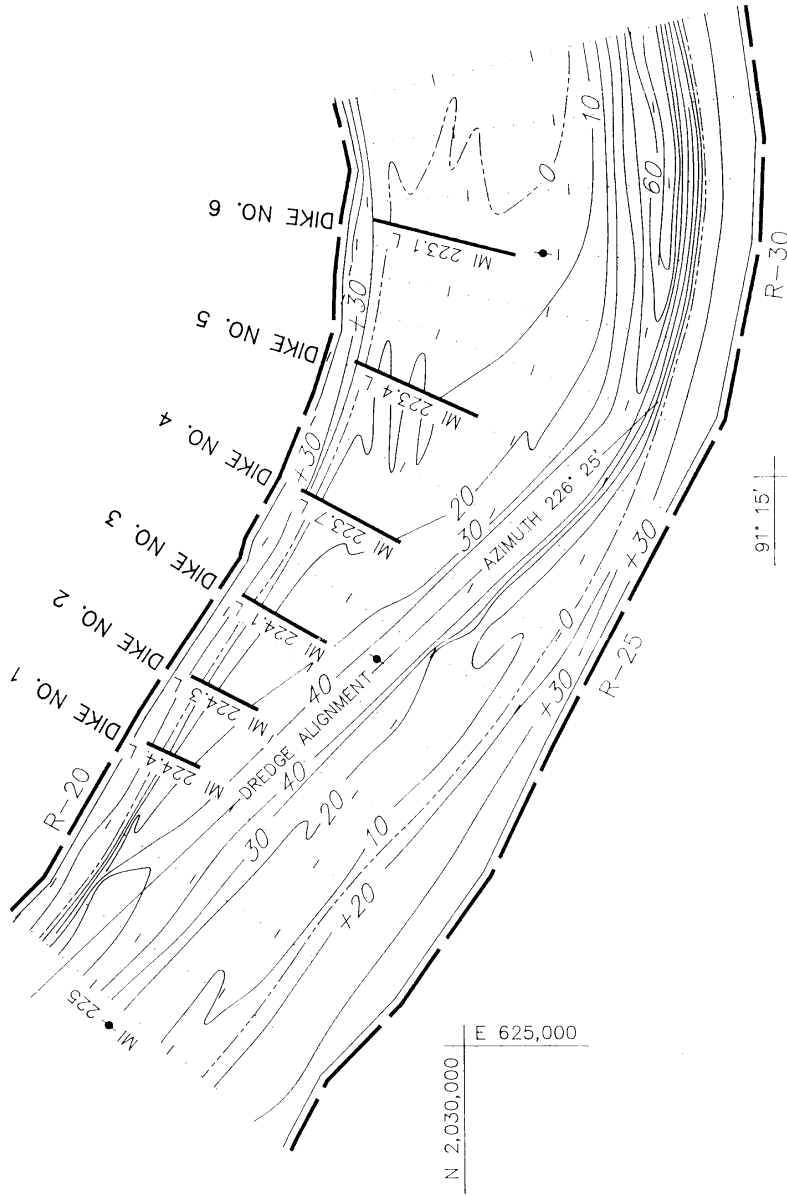 DIKE NO. 6
DIKE NO. 5
DIKE NO. 4
DIKE NO. 3
DIKE NO. 2
DIKE NO. 1
MI 223.1 L
MI 223.4 L
MI 223.7 L
MI 224.1 L
MI 224.3 L
MI 224.4 L
MI 225
R-20
R-25
R-30
+30
+30
+30
+30
+20
0
0
10
10
20
20
30
30
40
40
60
DREDGE ALIGNMENT
AZIMUTH 226° 25'
91° 15'
E 625,000
N 2,030,000